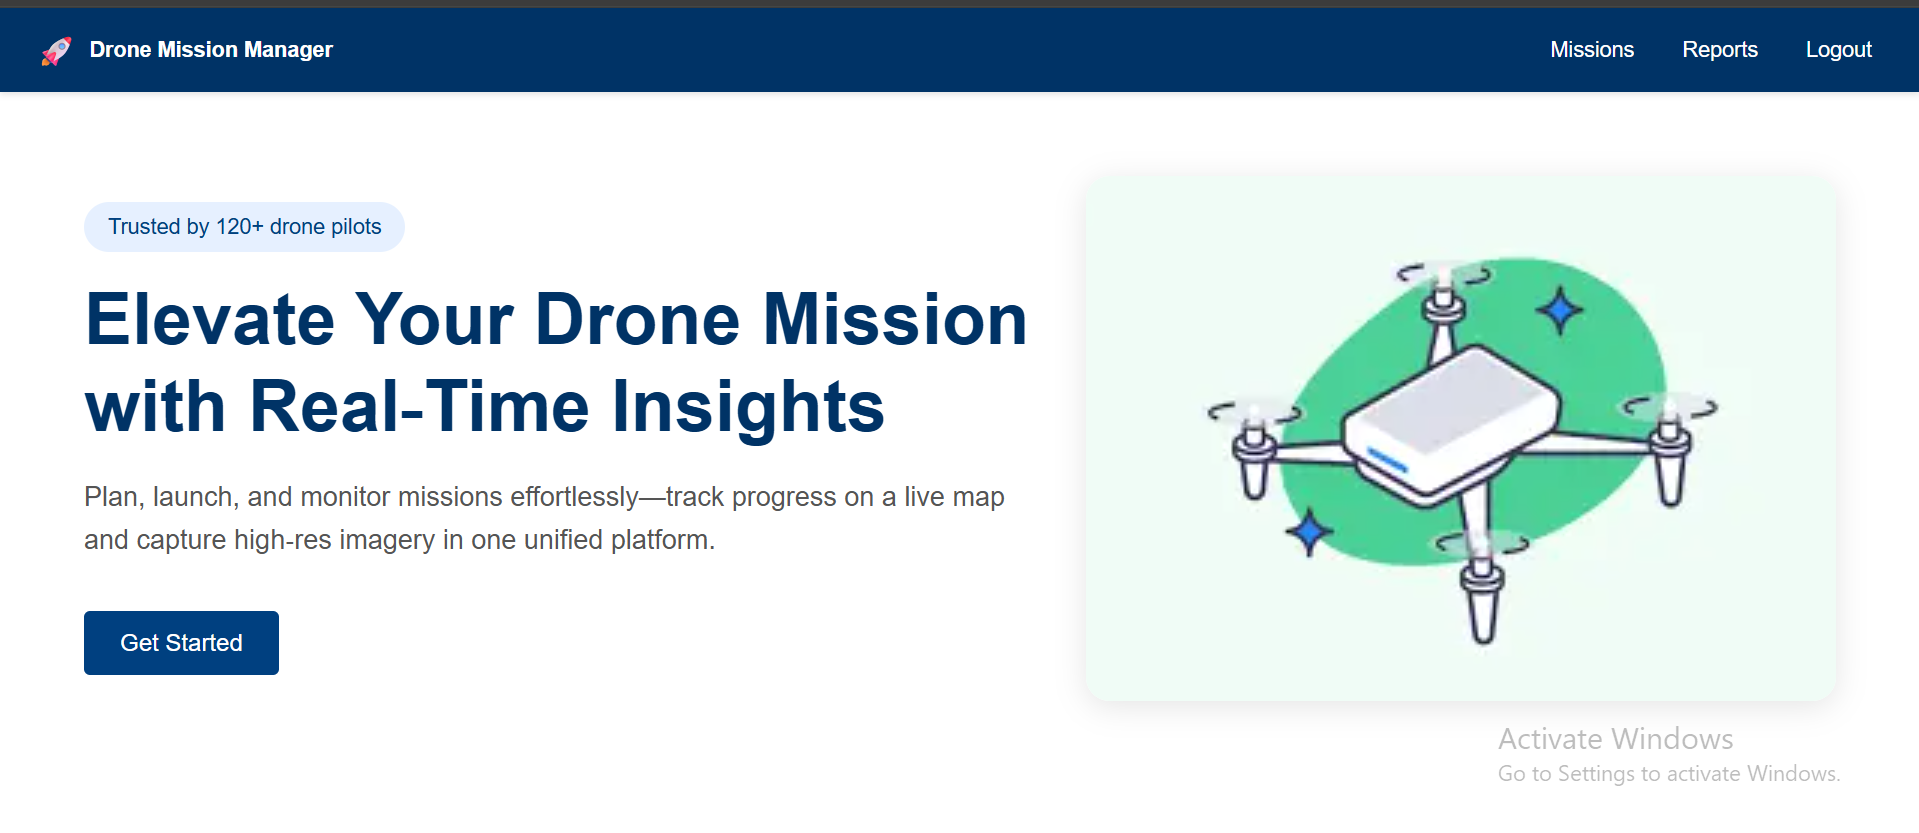 Drone Mission Manager
Missions
Reports
Logout
Trusted by 120+ drone pilots
Elevate Your Drone Mission
with Real-Time Insights
Plan, launch, and monitor missions effortlessly—track progress on a live map
and capture high-res imagery in one unified platform.
Get Started
Activate Windows
Go to Settings to activate Windows.